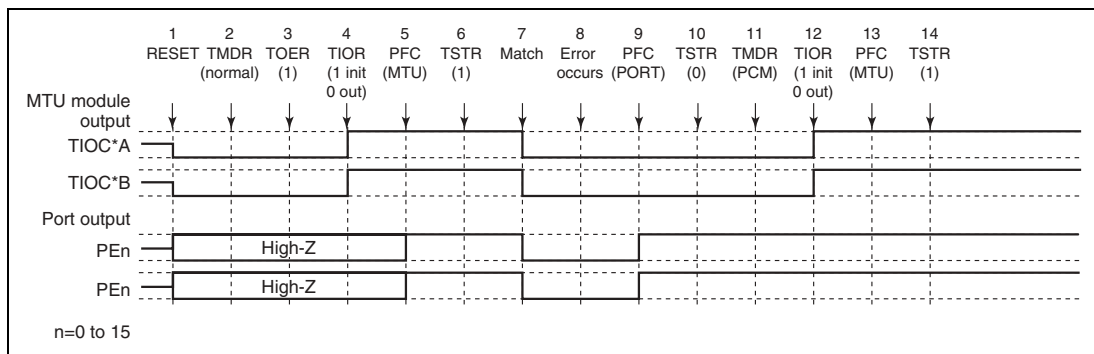 1 2 3 4 5 6 7 8 9 10 11 12 13 14
RESET TMDR TOER TIOR PFC TSTR Match Error PFC TSTR TMDR TIOR PFC TSTR
(normal) (1) (1 init (MTU) (1) occurs (PORT) (0) (PCM) (1 init (MTU) (1)
0 out) 0 out)
MTU module
output
TIOC*A
TIOC*B
Port output
PEn High-Z
PEn High-Z
n=0 to 15